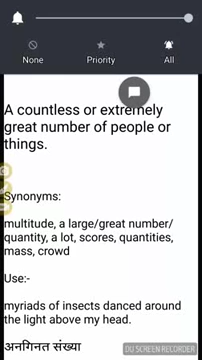 None Priority All
A countless or extremely
great number of people or
things.
Synonyms:
multitude, a large/great number/
quantity, a lot, scores, quantities,
mass, crowd
Use:-
myriads of insects danced around
the light above my head.
अनगिनत संख्या
DU SCREEN RECORDER